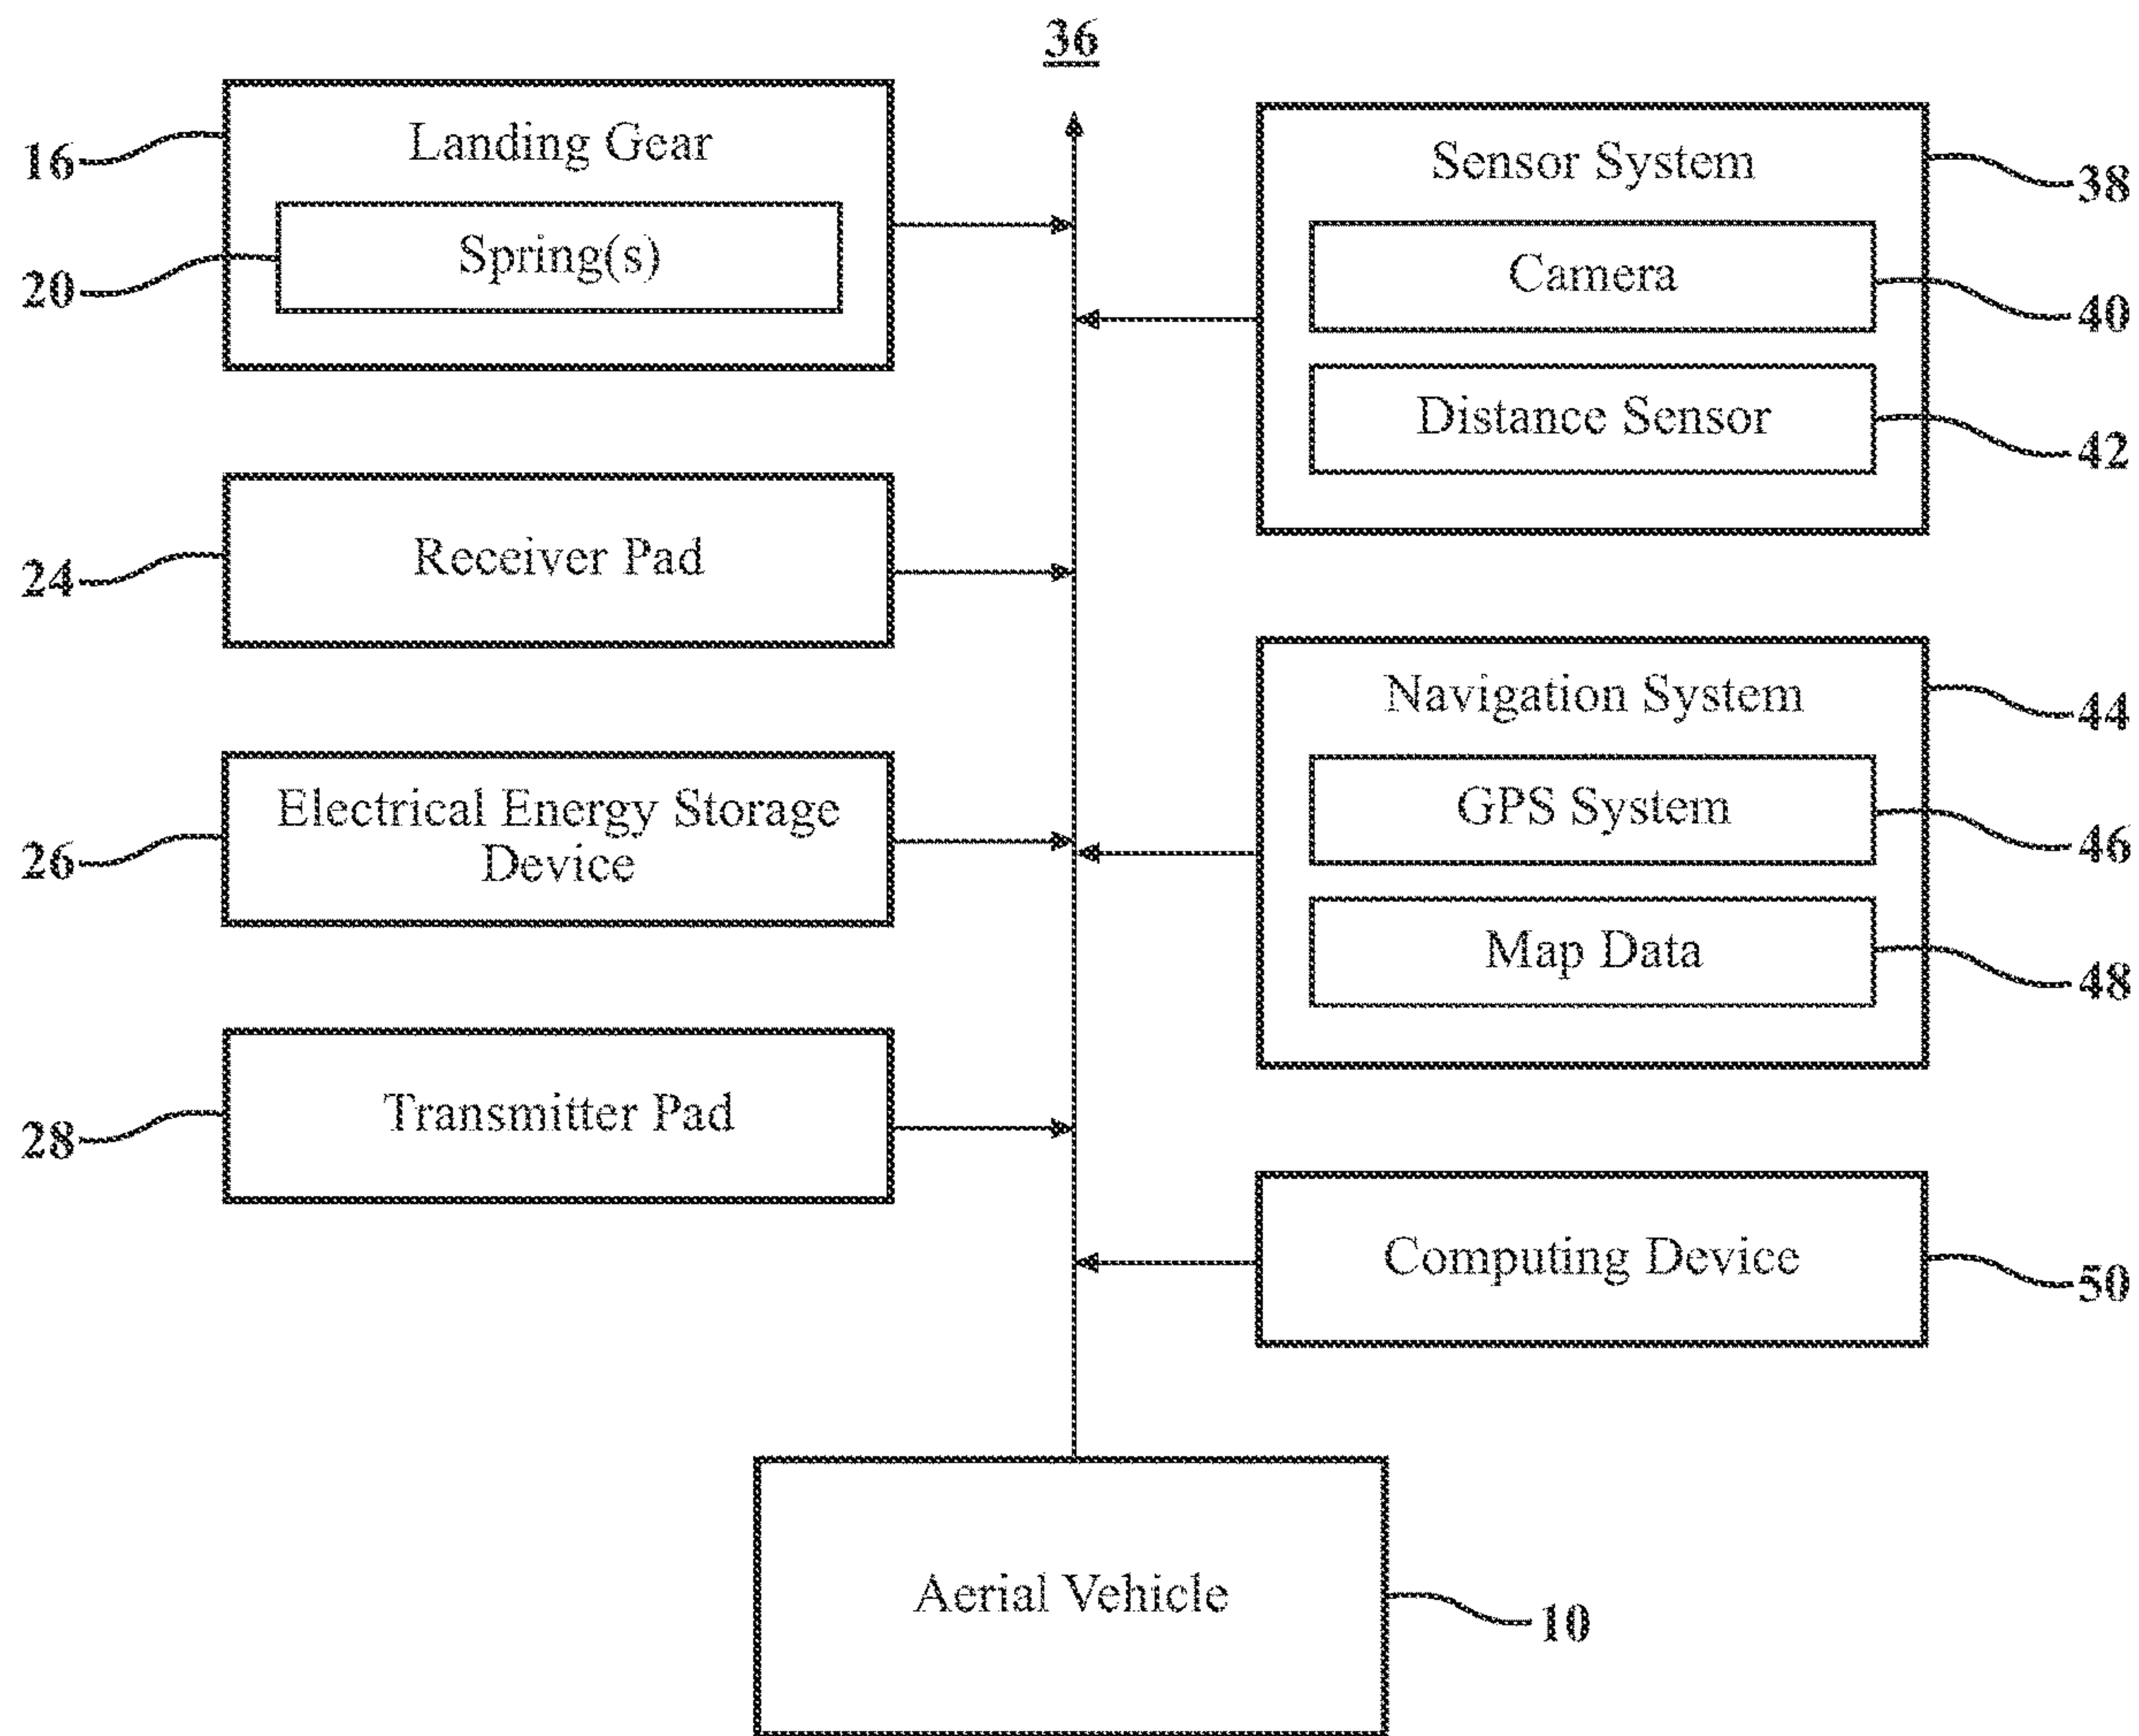 36
16
Landing Gear
20
Spring(s)
24
Receiver Pad
26
Electrical Energy Storage
Device
28
Transmitter Pad
Sensor System
38
Camera
40
Distance Sensor
42
Navigation System
44
GPS System
46
Map Data
48
Computing Device
50
Aerial Vehicle
10